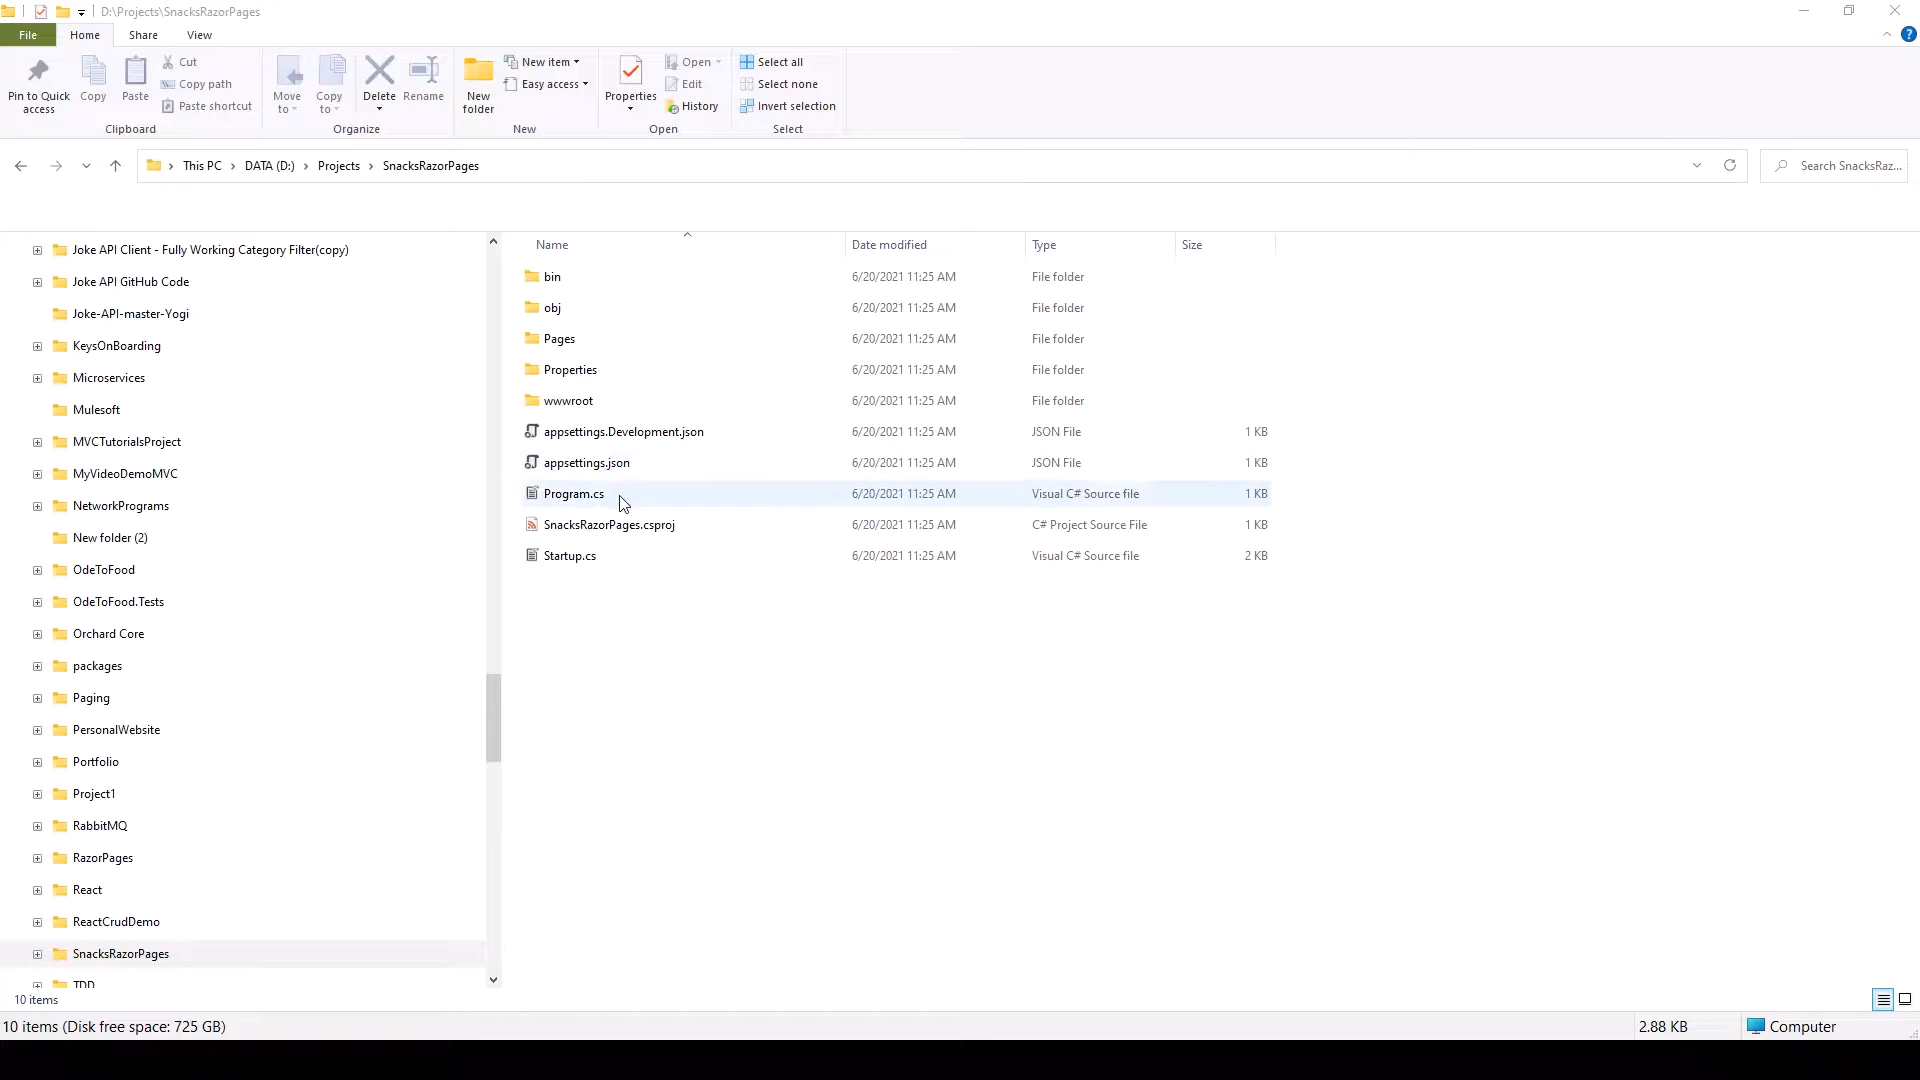 D:\Projects\SnacksRazorPages
File Home Share View
Pin to Quick access
Copy
Paste
Cut
Copy path
Paste shortcut
Clipboard
Move to
Copy to
Delete
Rename
Organize
New folder
New item
Easy access
New
Properties
Open
Edit
History
Open
Select all
Select none
Invert selection
Select
This PC > DATA (D:) > Projects > SnacksRazorPages
Search SnacksRaz...
Joke API Client - Fully Working Category Filter(copy)
Joke API GitHub Code
Joke-API-master-Yogi
KeysOnBoarding
Microservices
Mulesoft
MVCTutorialsProject
MyVideoDemoMVC
NetworkPrograms
New folder (2)
OdeToFood
OdeToFood.Tests
Orchard Core
packages
Paging
PersonalWebsite
Portfolio
Project1
RabbitMQ
RazorPages
React
ReactCrudDemo
SnacksRazorPages
TDD
Name Date modified Type Size
bin 6/20/2021 11:25 AM File folder
obj 6/20/2021 11:25 AM File folder
Pages 6/20/2021 11:25 AM File folder
Properties 6/20/2021 11:25 AM File folder
wwwroot 6/20/2021 11:25 AM File folder
appsettings.Development.json 6/20/2021 11:25 AM JSON File 1 KB
appsettings.json 6/20/2021 11:25 AM JSON File 1 KB
Program.cs 6/20/2021 11:25 AM Visual C# Source file 1 KB
SnacksRazorPages.csproj 6/20/2021 11:25 AM C# Project Source File 1 KB
Startup.cs 6/20/2021 11:25 AM Visual C# Source file 2 KB
10 items
10 items (Disk free space: 725 GB) 2.88 KB Computer